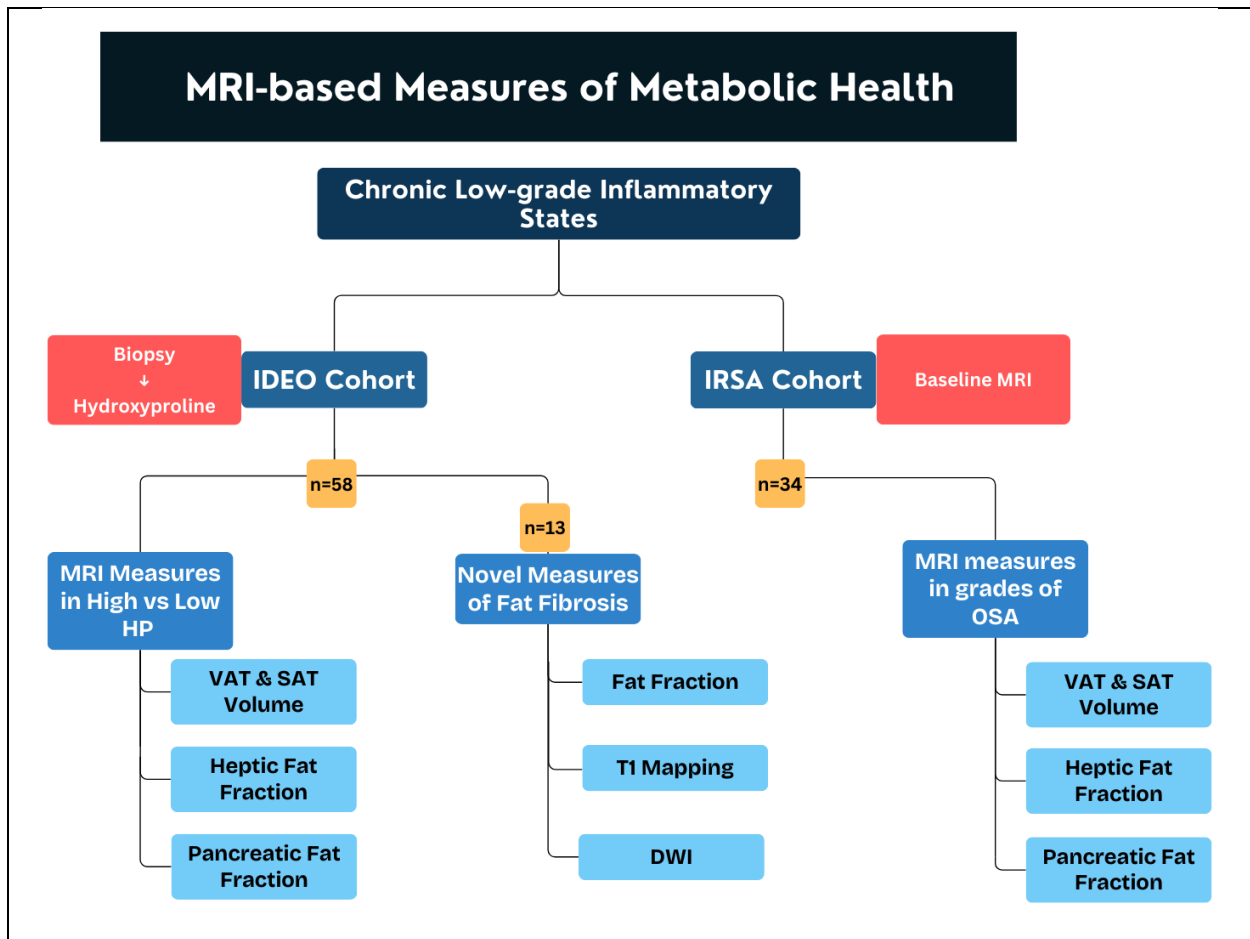 MRI-based Measures of Metabolic Health
Chronic Low-grade Inflammatory
States
Biopsy
↓
Hydroxyproline
IDEO Cohort
IRSA Cohort
Baseline MRI
n=58
n=34
n=13
MRI Measures
in High vs Low
HP
Novel Measures
of Fat Fibrosis
MRI measures
in grades of
OSA
VAT & SAT
Volume
Heptic Fat
Fraction
Pancreatic Fat
Fraction
Fat Fraction
T1 Mapping
DWI
VAT & SAT
Volume
Heptic Fat
Fraction
Pancreatic Fat
Fraction